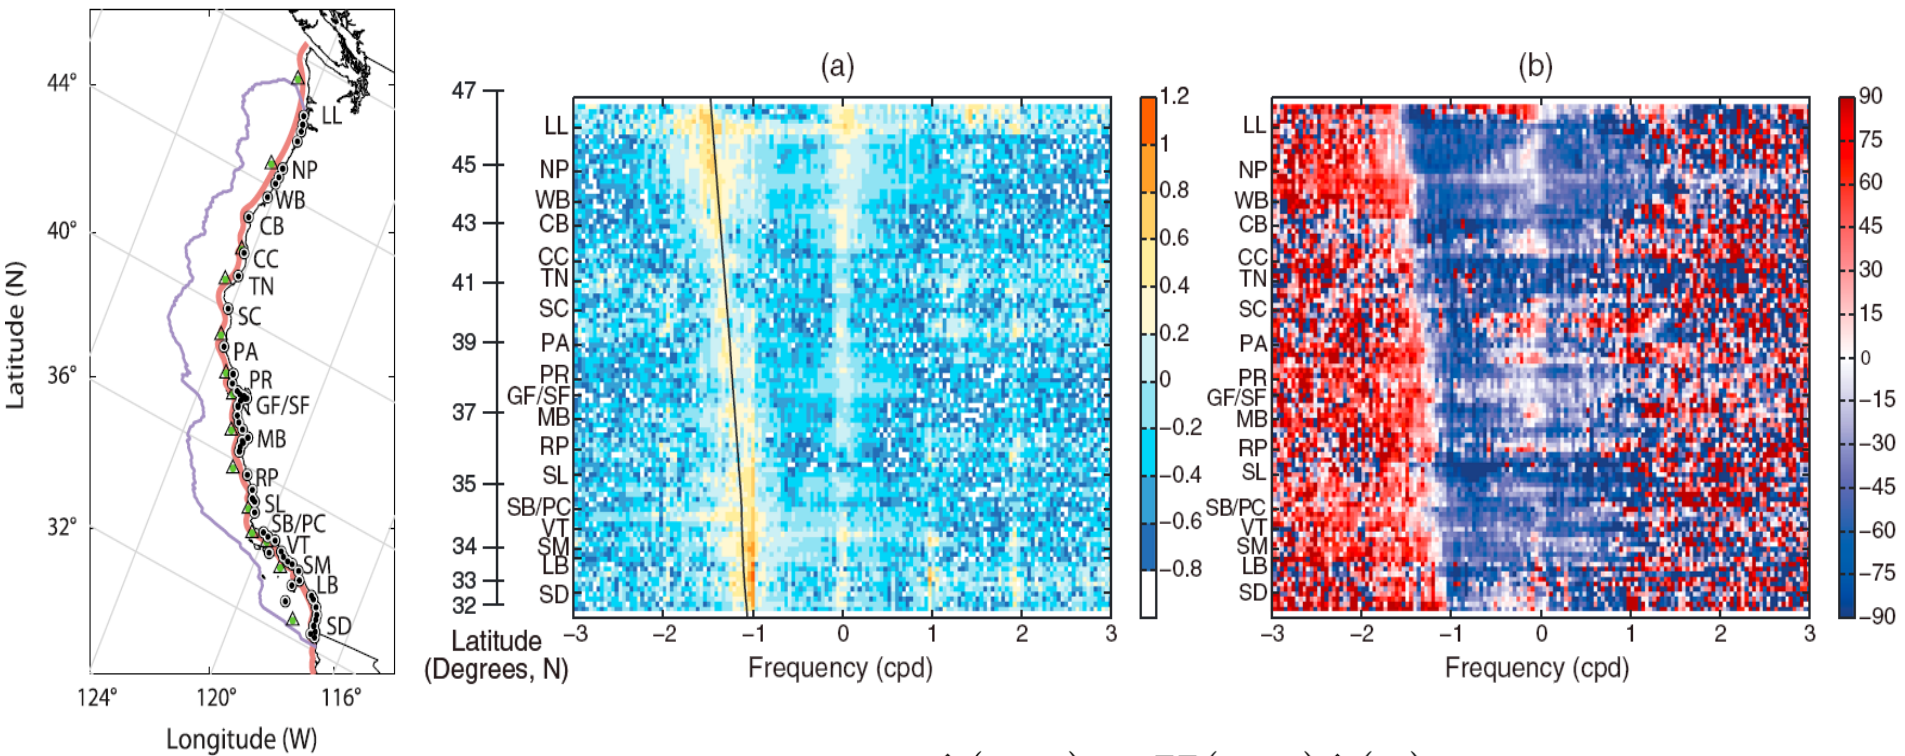 Latitude (N)
44°
40°
36°
32°
124°
120°
116°
Longitude (W)
LL
NP
WB
CB
CC
TN
SC
PA
PR
GF/SF
MB
RP
SL
SB/PC
VT
SM
LB
SD
47
45
43
41
39
37
35
34
33
32
Latitude
(Degrees, N)
(a)
LL
NP
WB
CB
CC
TN
SC
PA
PR
GF/SF
MB
RP
SL
SB/PC
VT
SM
LB
SD
−3
−2
−1
0
1
2
3
Frequency (cpd)
1.2
1
0.8
0.6
0.4
0.2
0
−0.2
−0.4
−0.6
−0.8
(b)
LL
NP
WB
CB
CC
TN
SC
PA
PR
GF/SF
MB
RP
SL
SB/PC
VT
SM
LB
SD
−3
−2
−1
0
1
2
3
Frequency (cpd)
90
75
60
45
30
15
0
−15
−30
−45
−60
−75
−90